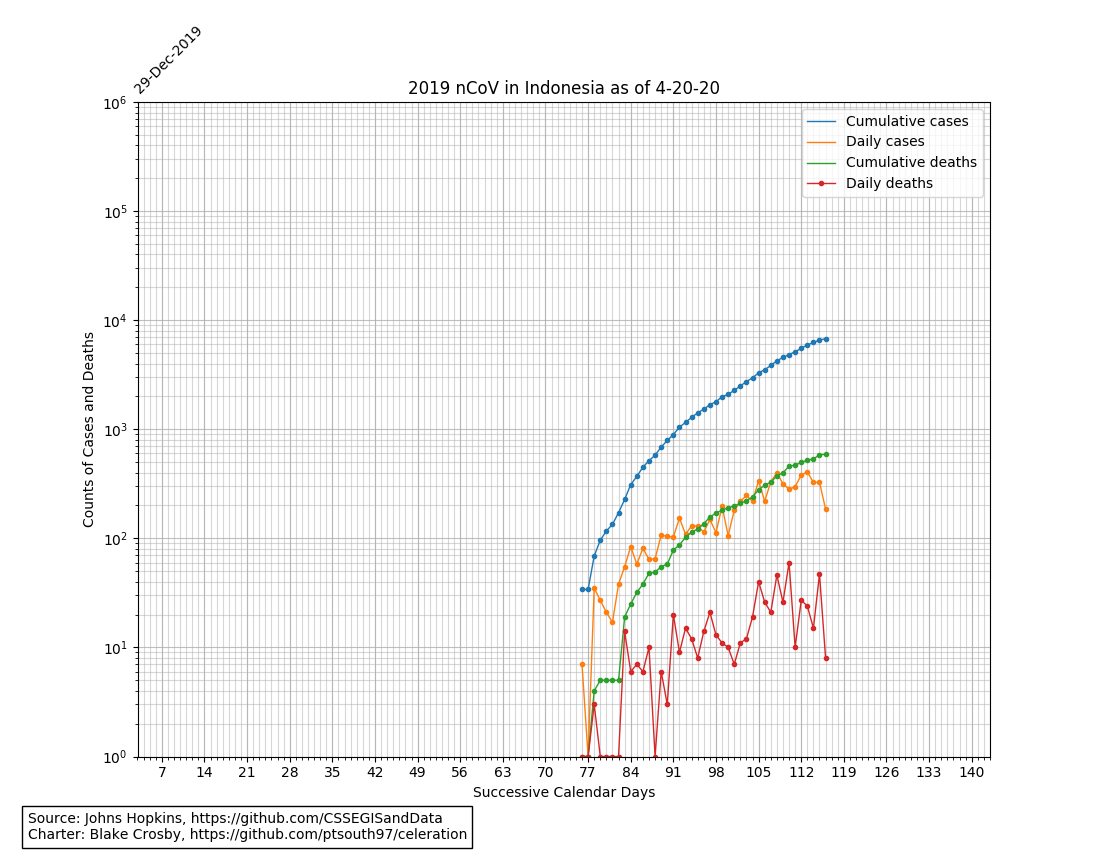 29-Dec-2019
2019 nCoV in Indonesia as of 4-20-20
Cumulative cases
Daily cases
Cumulative deaths
Daily deaths
Counts of Cases and Deaths
10^6
10^5
10^4
10^3
10^2
10^1
10^0
7 14 21 28 35 42 49 56 63 70 77 84 91 98 105 112 119 126 133 140
Successive Calendar Days
Source: Johns Hopkins, https://github.com/CSSEGISandData
Charter: Blake Crosby, https://github.com/ptsouth97/celeration